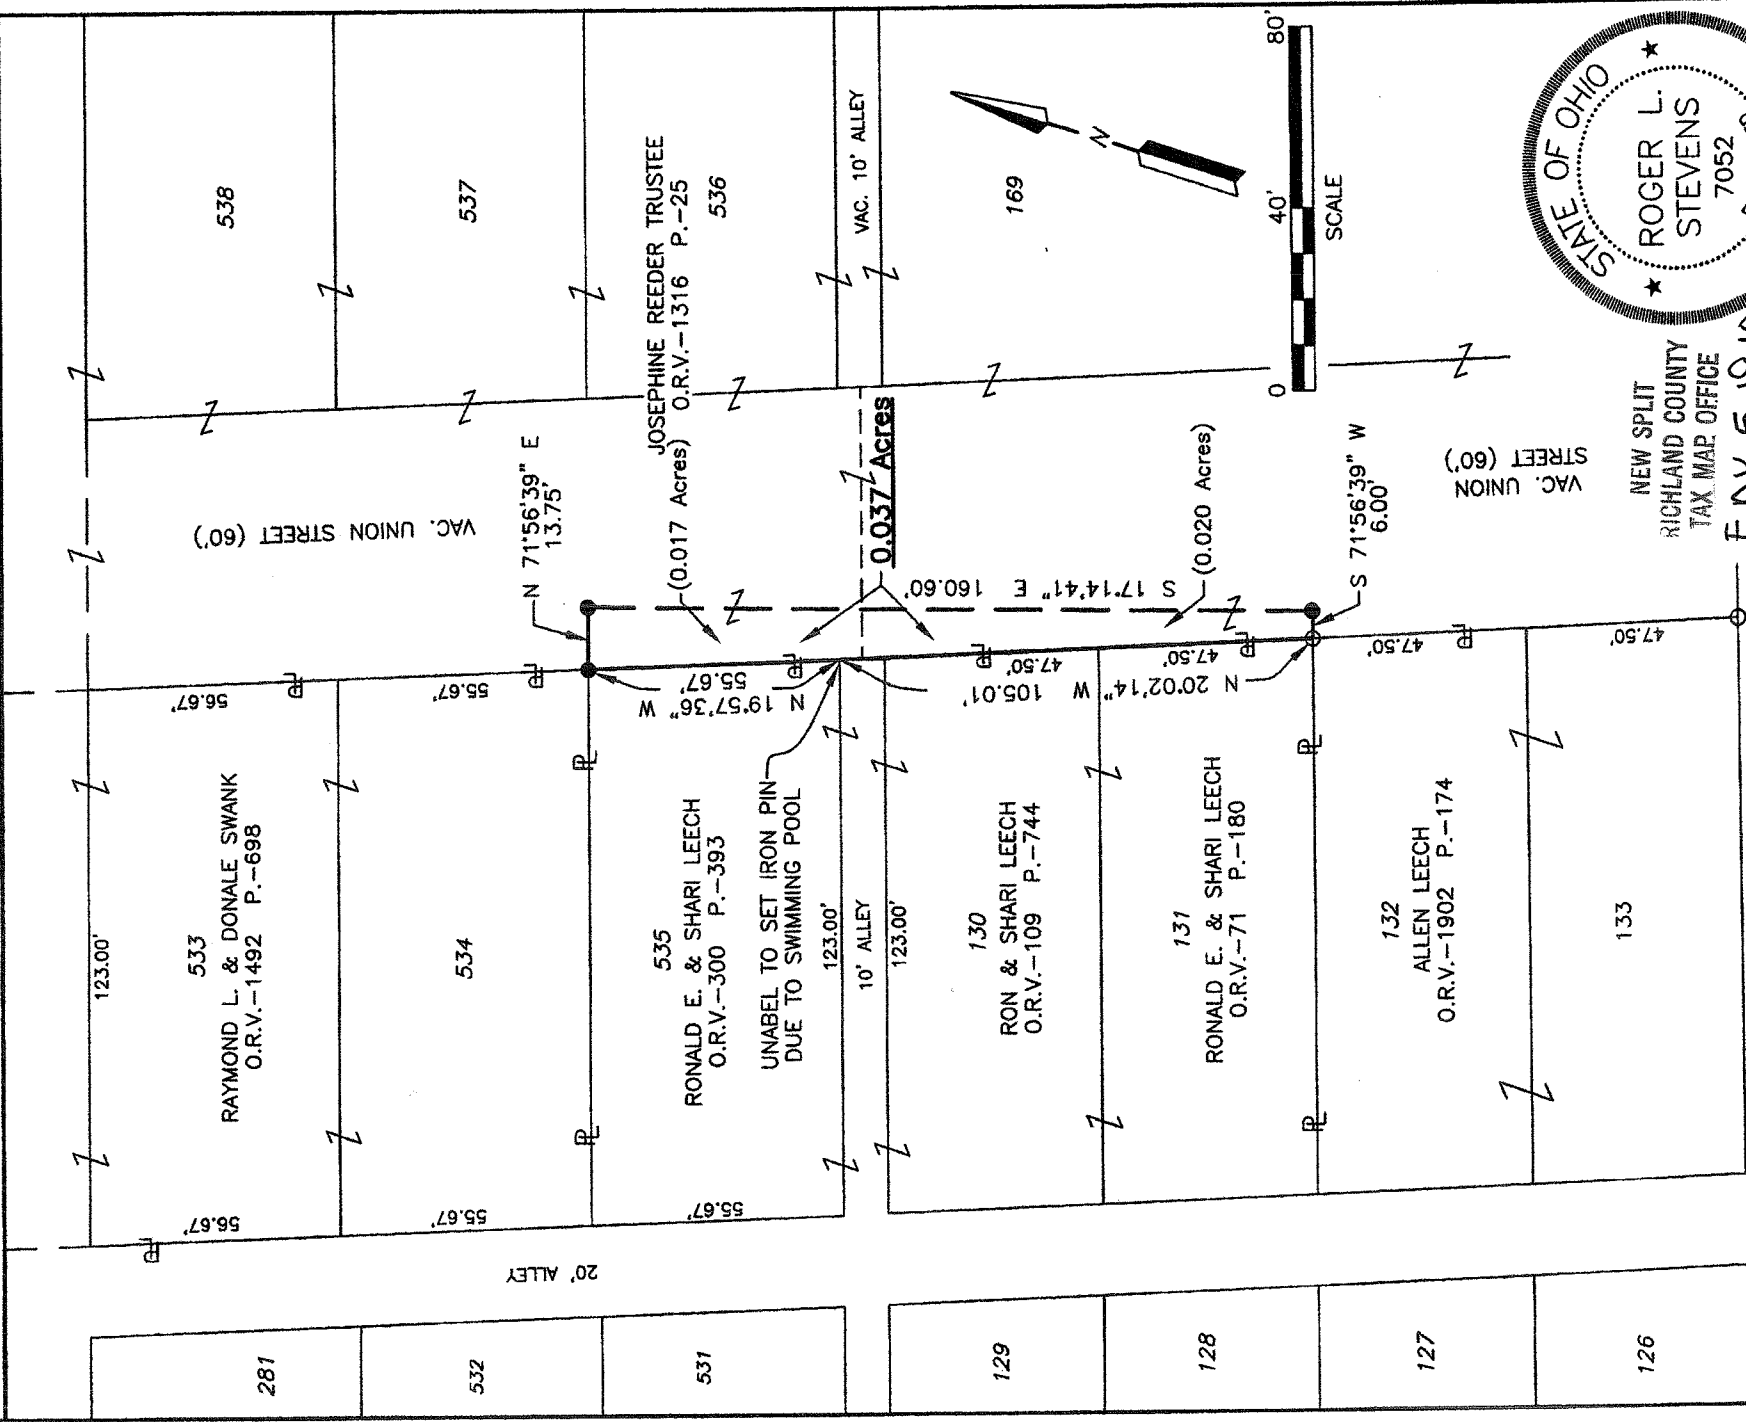 538
537
536
JOSEPHINE REEDER TRUSTEE
O.R.V.-1316 P.-25
VAC. 10' ALLEY
169
N
0
40'
80'
SCALE
STATE OF OHIO
ROGER L.
STEVENS
7052
NEW SPLIT
RICHLAND COUNTY
TAX MAP OFFICE
VAC. UNION STREET (60')
N 71°56'39" E
13.75'
(0.017 Acres)
0.037 Acres
(0.020 Acres)
S 71°56'39" W
6.00'
VAC. UNION
STREET (60')
S 17°14'41" E 160.60'
56.67'
55.67'
55.67'
47.50'
47.50'
47.50'
47.50'
N 19°57'36" W
N 20°02'14" W 105.01'
123.00'
533
RAYMOND L. & DONALE SWANK
O.R.V.-1492 P.-698
534
535
RONALD E. & SHARI LEECH
O.R.V.-300 P.-393
UNABEL TO SET IRON PIN
DUE TO SWIMMING POOL
123.00'
10' ALLEY
123.00'
130
RON & SHARI LEECH
O.R.V.-109 P.-744
131
RONALD E. & SHARI LEECH
O.R.V.-71 P.-180
132
ALLEN LEECH
O.R.V.-1902 P.-174
133
56.67'
55.67'
55.67'
20' ALLEY
281
532
531
129
128
127
126